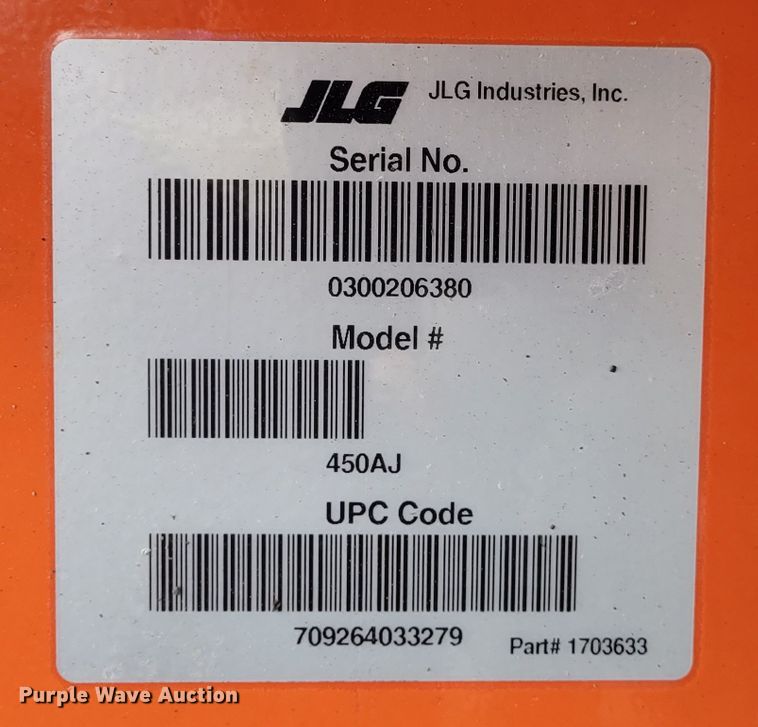 JLG JLG Industries, Inc.
Serial No.
0300206380
Model #
450AJ
UPC Code
709264033279
Part# 1703633
Purple Wave Auction